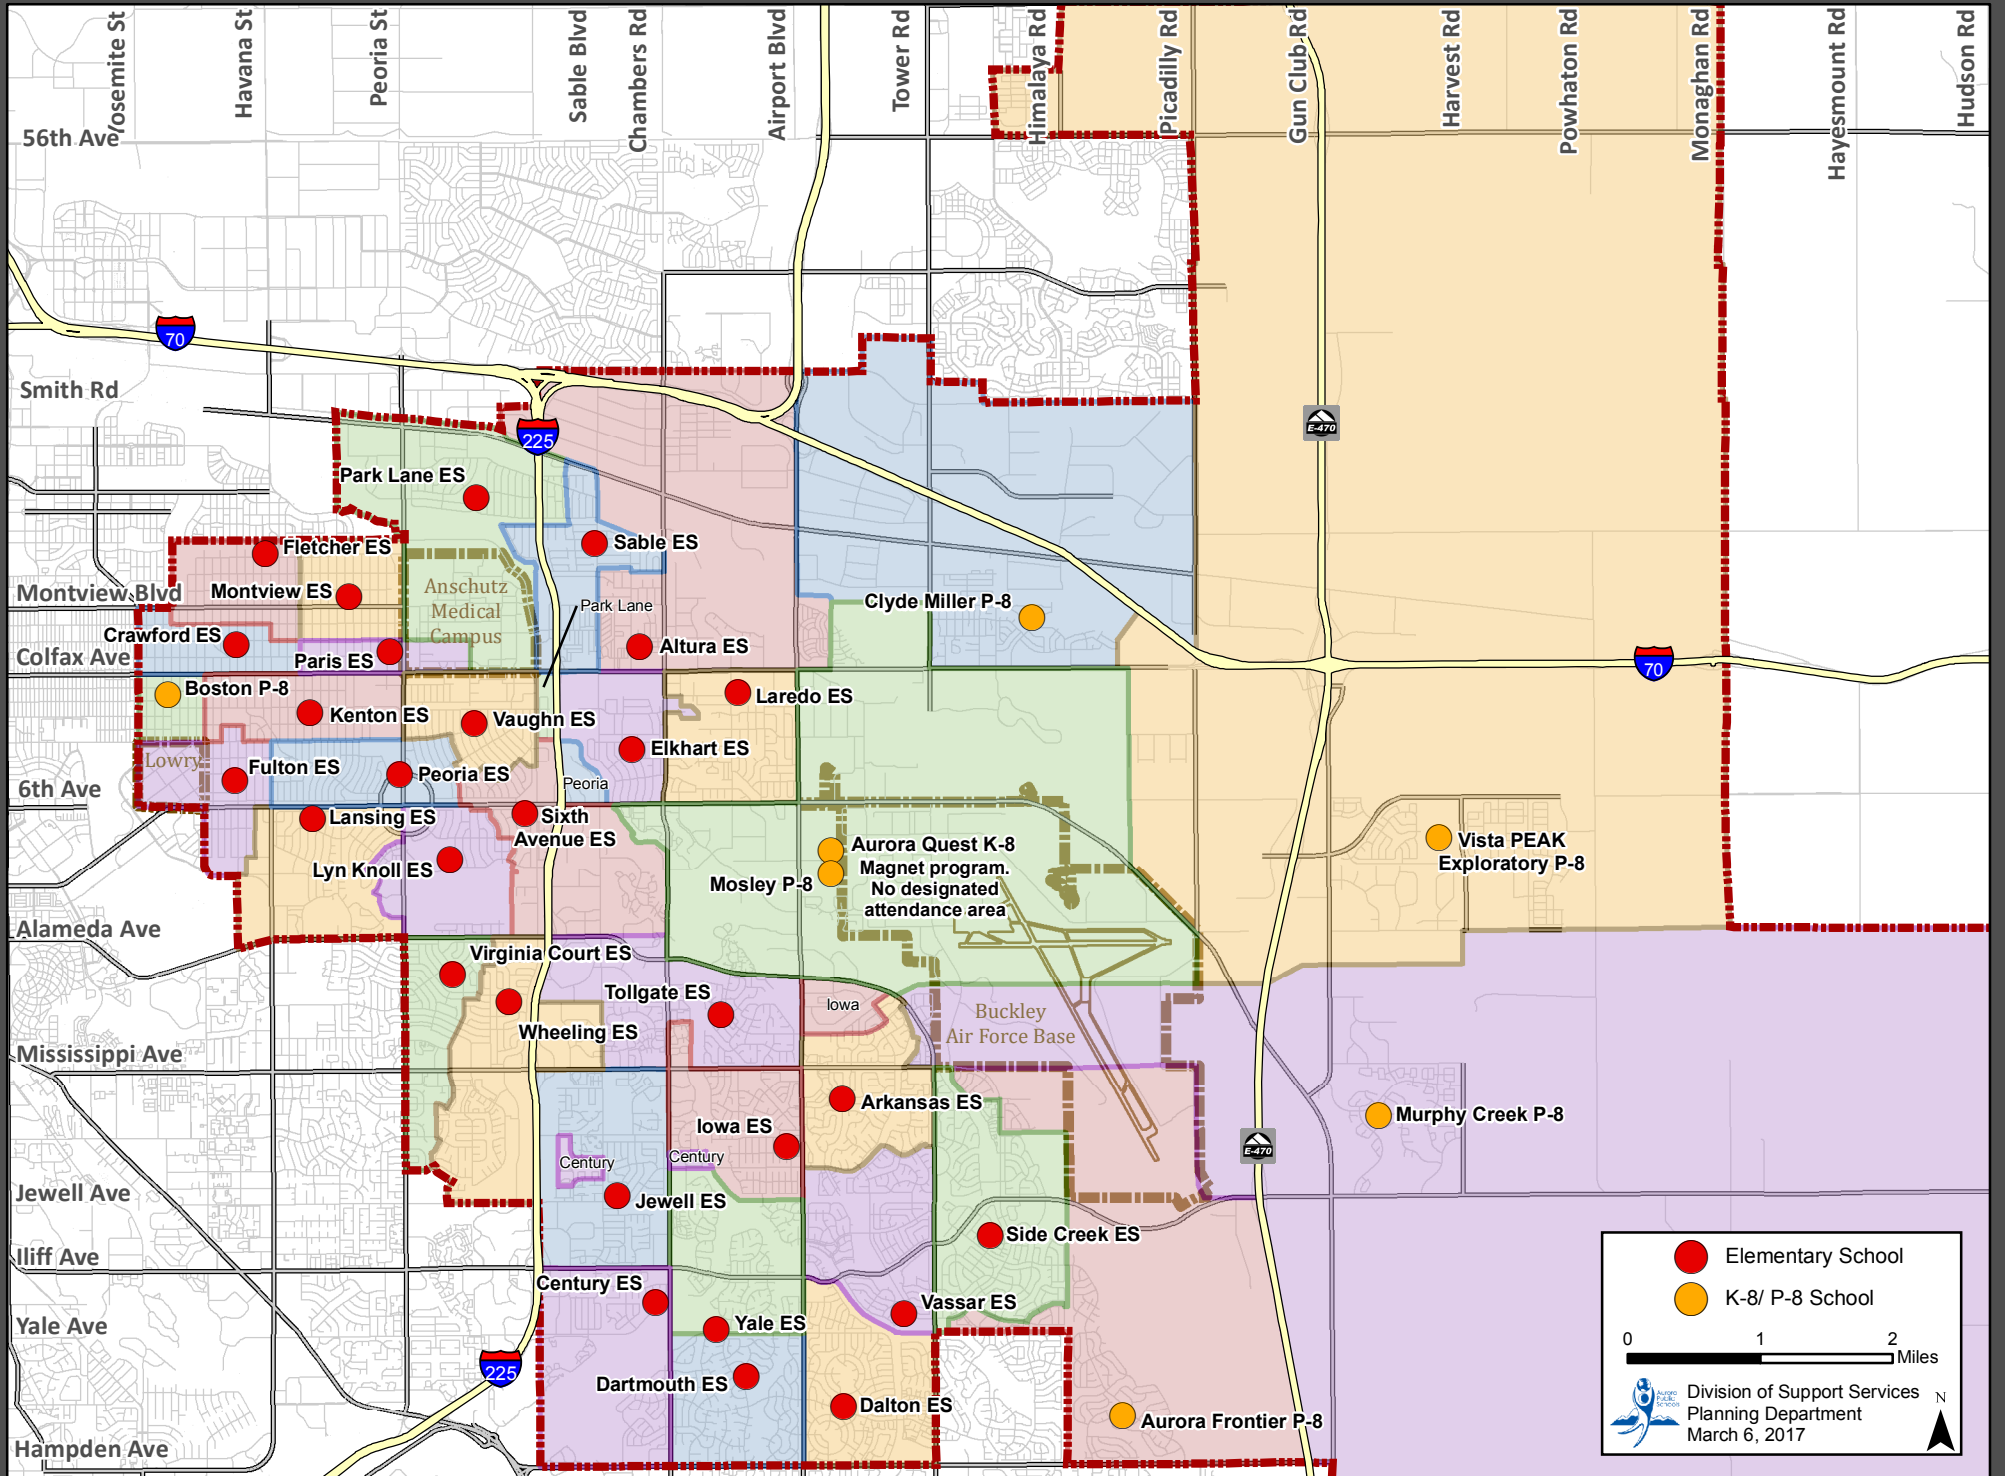 Yosemite St
Havana St
Peoria St
Sable Blvd
Chambers Rd
Airport Blvd
Tower Rd
Himalaya Rd
Picadilly Rd
Gun Club Rd
Harvest Rd
Powhaton Rd
Monaghan Rd
Hayesmount Rd
Hudson Rd
56th Ave
70
Smith Rd
E-470
225
Park Lane ES
Fletcher ES
Sable ES
Anschutz
Medical
Campus
Montview ES
Montview Blvd
Park Lane
Clyde Miller P-8
Crawford ES
Altura ES
Colfax Ave
Paris ES
70
Boston P-8
Laredo ES
Kenton ES
Vaughn ES
Elkhart ES
Lowry
Fulton ES
Peoria ES
Peoria
6th Ave
Lansing ES
Sixth
Avenue ES
Aurora Quest K-8
Magnet program.
No designated
attendance area
Vista PEAK
Exploratory P-8
Lyn Knoll ES
Mosley P-8
Alameda Ave
Virginia Court ES
Tollgate ES
Iowa
Buckley
Air Force Base
Wheeling ES
Mississippi Ave
Arkansas ES
Murphy Creek P-8
Iowa ES
E-470
Century
Century
Jewell Ave
Jewell ES
Side Creek ES
Iliff Ave
Century ES
Vassar ES
Yale Ave
Yale ES
225
Dartmouth ES
Dalton ES
Aurora Frontier P-8
Hampden Ave
Elementary School
K-8/ P-8 School
0 1 2
Miles
Aurora
Public
Schools
Division of Support Services
Planning Department
March 6, 2017
N